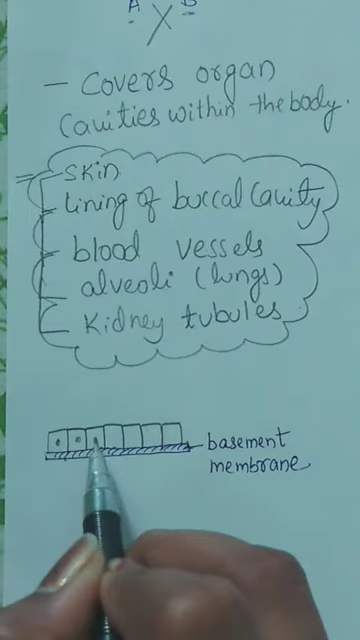 A B
- Covers organ
Cavities within the body.
- Skin
- lining of buccal Cavity
- blood vessels
alveoli (lungs)
- Kidney tubules
basement
membrane